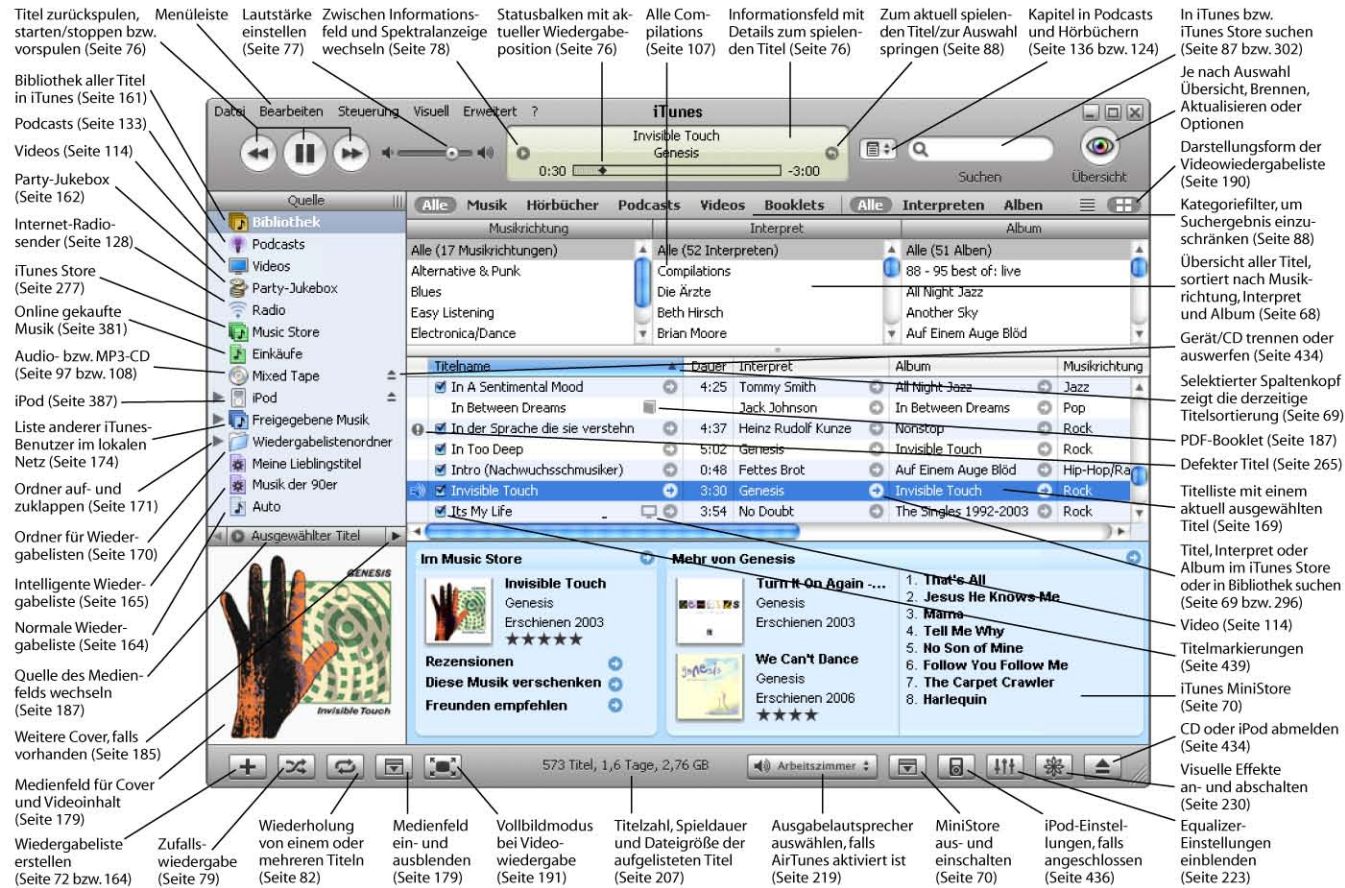 Titel zurückspulen,
starten/stoppen bzw.
vorspulen (Seite 76)
Menüleiste
Lautstärke
einstellen
(Seite 77)
Zwischen Informations-
feld und Spektralanzeige
wechseln (Seite 78)
Statusbalken mit ak-
tueller Wiedergabe-
position (Seite 76)
Alle Com-
pilations
(Seite 107)
Informationsfeld mit
Details zum spielen-
den Titel (Seite 76)
Zum aktuell spielen-
den Titel/zur Auswahl
springen (Seite 88)
Kapitel in Podcasts
und Hörbüchern
(Seite 136 bzw. 124)
In iTunes bzw.
iTunes Store suchen
(Seite 87 bzw. 302)
Bibliothek aller Titel
in iTunes (Seite 161)
Podcasts (Seite 133)
Videos (Seite 114)
Party-Jukebox
(Seite 162)
Internet-Radio-
sender (Seite 128)
iTunes Store
(Seite 277)
Online gekaufte
Musik (Seite 381)
Audio- bzw. MP3-CD
(Seite 97 bzw. 108)
iPod (Seite 387)
Liste anderer iTunes-
Benutzer im lokalen
Netz (Seite 174)
Ordner auf- und
zuklappen (Seite 171)
Ordner für Wieder-
gabelisten (Seite 170)
Intelligente Wieder-
gabeliste (Seite 165)
Normale Wieder-
gabeliste (Seite 164)
Quelle des Medien-
felds wechseln
(Seite 187)
Weitere Cover, falls
vorhanden (Seite 185)
Medienfeld für Cover
und Videoinhalt
(Seite 179)
Datei Bearbeiten Steuerung Visuell Erweitert ?
iTunes
Invisible Touch
Genesis
0:30 -3:00
Suchen
Übersicht
Quelle
Alle Musik Hörbücher Podcasts Videos Booklets Alle Interpreten Alben
Bibliothek
Podcasts
Videos
Party-Jukebox
Radio
Music Store
Einkäufe
Mixed Tape
iPod
Freigegebene Musik
Wiedergabelistenordner
Meine Lieblingstitel
Musik der 90er
Auto
Ausgewählter Titel
GENESIS
Invisible Touch
Musikrichtung Interpret Album
Alle (17 Musikrichtungen) Alle (52 Interpreten) Alle (51 Alben)
Alternative & Punk Compilations 88 - 95 best of: live
Blues Die Ärzte All Night Jazz
Easy Listening Beth Hirsch Another Sky
Electronica/Dance Brian Moore Auf Einem Auge Blöd
Titelname Dauer Interpret Album Musikrichtung
In A Sentimental Mood 4:25 Tommy Smith All Night Jazz Jazz
In Between Dreams Jack Johnson In Between Dreams Pop
In der Sprache die sie verstehn 4:37 Heinz Rudolf Kunze Nonstop Rock
In Too Deep 5:02 Genesis Invisible Touch Rock
Intro (Nachwuchsschmusiker) 0:48 Fettes Brot Auf Einem Auge Blöd Hip-Hop/Ra
Invisible Touch 3:30 Genesis Invisible Touch Rock
Its My Life 3:54 No Doubt The Singles 1992-2003 Rock
Im Music Store
Invisible Touch
Genesis
Erschienen 2003
★★★★★
Rezensionen
Diese Musik verschenken
Freunden empfehlen
Mehr von Genesis
GENESIS
Turn It On Again -...
Genesis
Erschienen 2003
genesis
We Can't Dance
Genesis
Erschienen 2006
★★★★
1. That's All
2. Jesus He Knows Me
3. Mama
4. Tell Me Why
5. No Son of Mine
6. Follow You Follow Me
7. The Carpet Crawler
8. Harlequin
573 Titel, 1,6 Tage, 2,76 GB
Arbeitszimmer
Je nach Auswahl
Übersicht, Brennen,
Aktualisieren oder
Optionen
Darstellungsform der
Videowiedergabeliste
(Seite 190)
Kategoriefilter, um
Suchergebnis einzu-
schränken (Seite 88)
Übersicht aller Titel,
sortiert nach Musik-
richtung, Interpret
und Album (Seite 68)
Gerät/CD trennen oder
auswerfen (Seite 434)
Selektierter Spaltenkopf
zeigt die derzeitige
Titelsortierung (Seite 69)
PDF-Booklet (Seite 187)
Defekter Titel (Seite 265)
Titelliste mit einem
aktuell ausgewählten
Titel (Seite 169)
Titel, Interpret oder
Album im iTunes Store
oder in Bibliothek suchen
(Seite 69 bzw. 296)
Video (Seite 114)
Titelmarkierungen
(Seite 439)
iTunes MiniStore
(Seite 70)
CD oder iPod abmelden
(Seite 434)
Visuelle Effekte
an- und abschalten
(Seite 230)
Equalizer-
Einstellungen
einblenden
(Seite 223)
Wiedergabeliste
erstellen
(Seite 72 bzw. 164)
Zufalls-
wiedergabe
(Seite 79)
Wiederholung
von einem oder
mehreren Titeln
(Seite 82)
Medienfeld
ein- und
ausblenden
(Seite 179)
Vollbildmodus
bei Video-
wiedergabe
(Seite 191)
Titelzahl, Spieldauer
und Dateigröße der
aufgelisteten Titel
(Seite 207)
Ausgabelautsprecher
auswählen, falls
AirTunes aktiviert ist
(Seite 219)
MiniStore
aus- und
einschalten
(Seite 70)
iPod-Einstel-
lungen, falls
angeschlossen
(Seite 436)